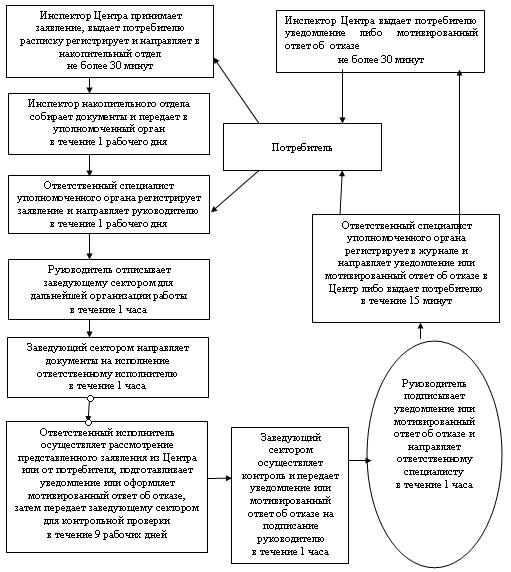 Инспектор Центра принимает
заявление, выдает потребителю
расписку регистрирует и направляет в
накопительный отдел
не более 30 минут
Инспектор Центра выдает потребителю
уведомление либо мотивированный
ответ об отказе
не более 30 минут
Инспектор накопительного отдела
собирает документы и передает в
уполномоченный орган
в течение 1 рабочего дня
Потребитель
Ответственный специалист
уполномоченного органа регистрирует
заявление и направляет руководителю
в течение 1 рабочего дня
Ответственный специалист
уполномоченного органа
регистрирует в журнале и
направляет уведомление или
мотивированный ответ об отказе в
Центр либо выдает потребителю
в течение 15 минут
Руководитель отписывает
заведующему сектором для
дальнейшей организации работы
в течение 1 часа
Заведующий сектором направляет
документы на исполнение
ответственному исполнителю
в течение 1 часа
Ответственный исполнитель
осуществляет рассмотрение
представленного заявления из Центра
или от потребителя, подготавливает
уведомление или оформляет
мотивированный ответ об отказе,
затем передает заведующему сектором
для контрольной проверки
в течение 9 рабочих дней
Заведующий
сектором
осуществляет
контроль и передает
уведомление или
мотивированный
ответ об отказе на
подписание
руководителю
в течение 1 часа
Руководитель
подписывает
уведомление или
мотивированный
ответ об отказе и
направляет
ответственному
специалисту
в течение 1 часа